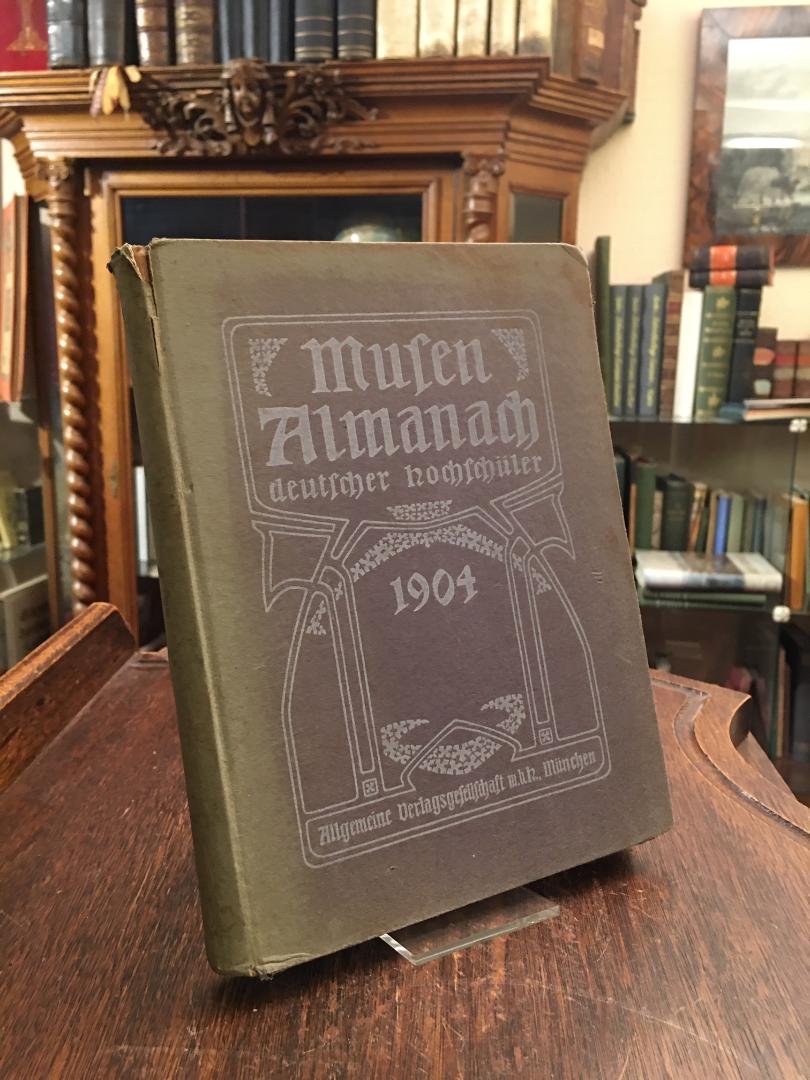 Muſen
Almanach
deutſcher Hochſchüler
1904
Allgemeine Verlagsgeſellſchaft m.b.H., München